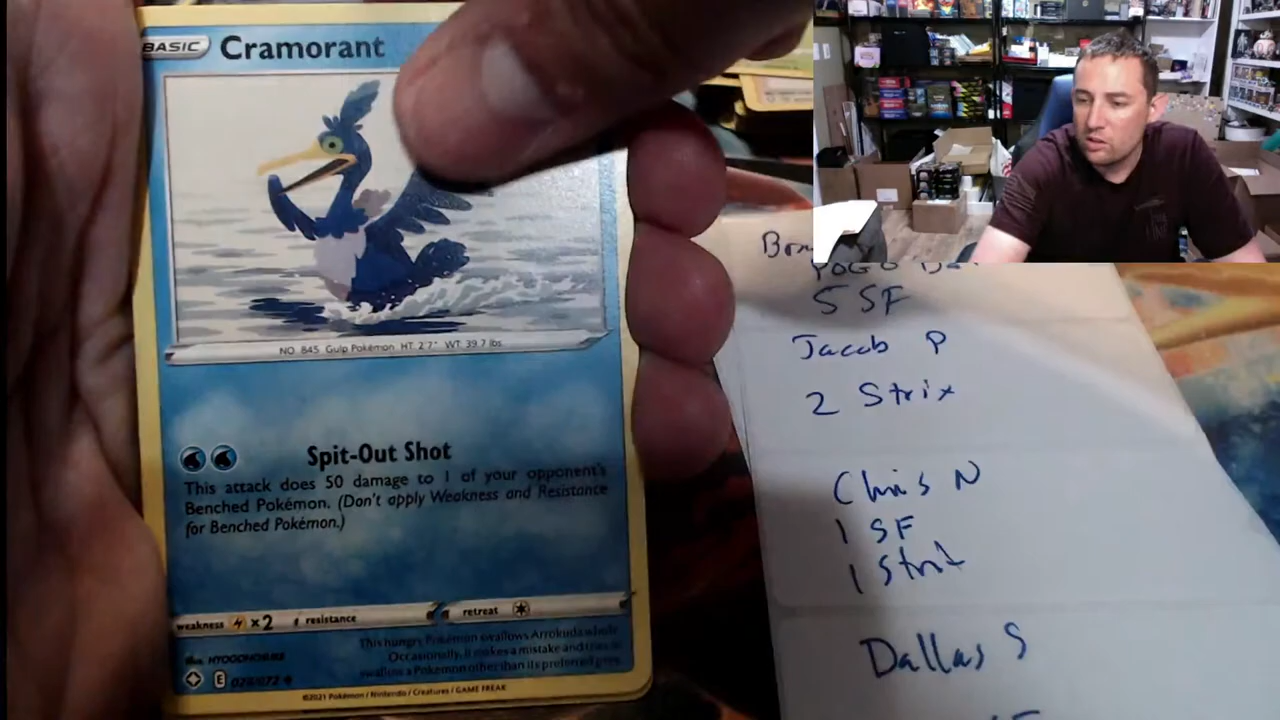 BASIC Cramorant
NO. 845 Gulp Pokémon HT. 2'7" WT. 39.7 lbs
Spit-Out Shot
This attack does 50 damage to 1 of your opponent's
Benched Pokémon. (Don't apply Weakness and Resistance
for Benched Pokémon.)
weakness x2 resistance retreat
This hungry Pokémon swallows Arrokuda whole.
Occasionally, it makes a mistake and tries to
swallow a Pokémon other than its preferred prey.
E /072
©2021 Pokémon / Nintendo / Creatures / GAME FREAK
5 SF
Jacob P
2 Strix
Chris N
1 SF
1 Strix
Dallas S